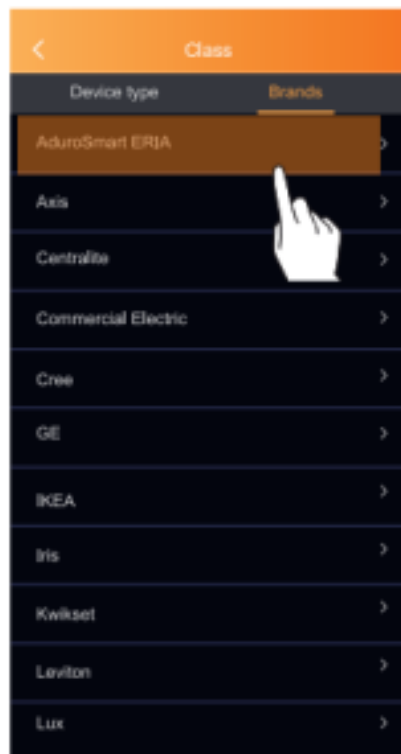 Class
Device type Brands
AduroSmart ERIA
Axis
Centralite
Commercial Electric
Cree
GE
IKEA
Iris
Kwikset
Leviton
Lux